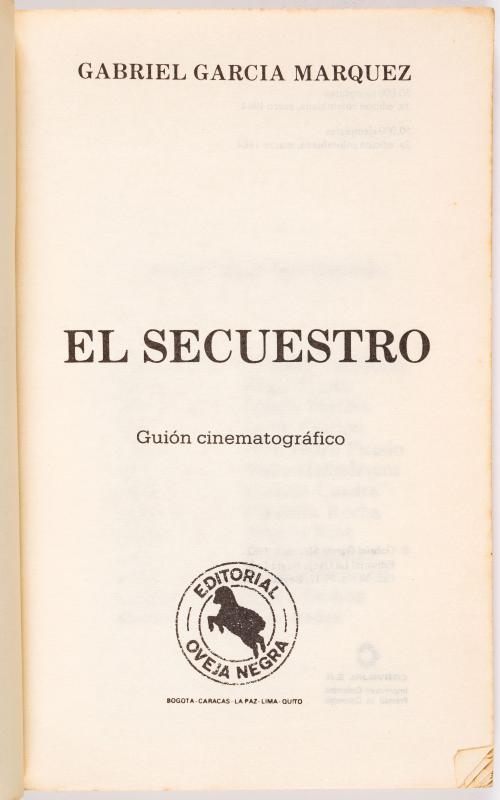 GABRIEL GARCIA MARQUEZ
EL SECUESTRO
Guión cinematográfico
EDITORIAL
OVEJA NEGRA
BOGOTA - CARACAS - LA PAZ - LIMA - QUITO